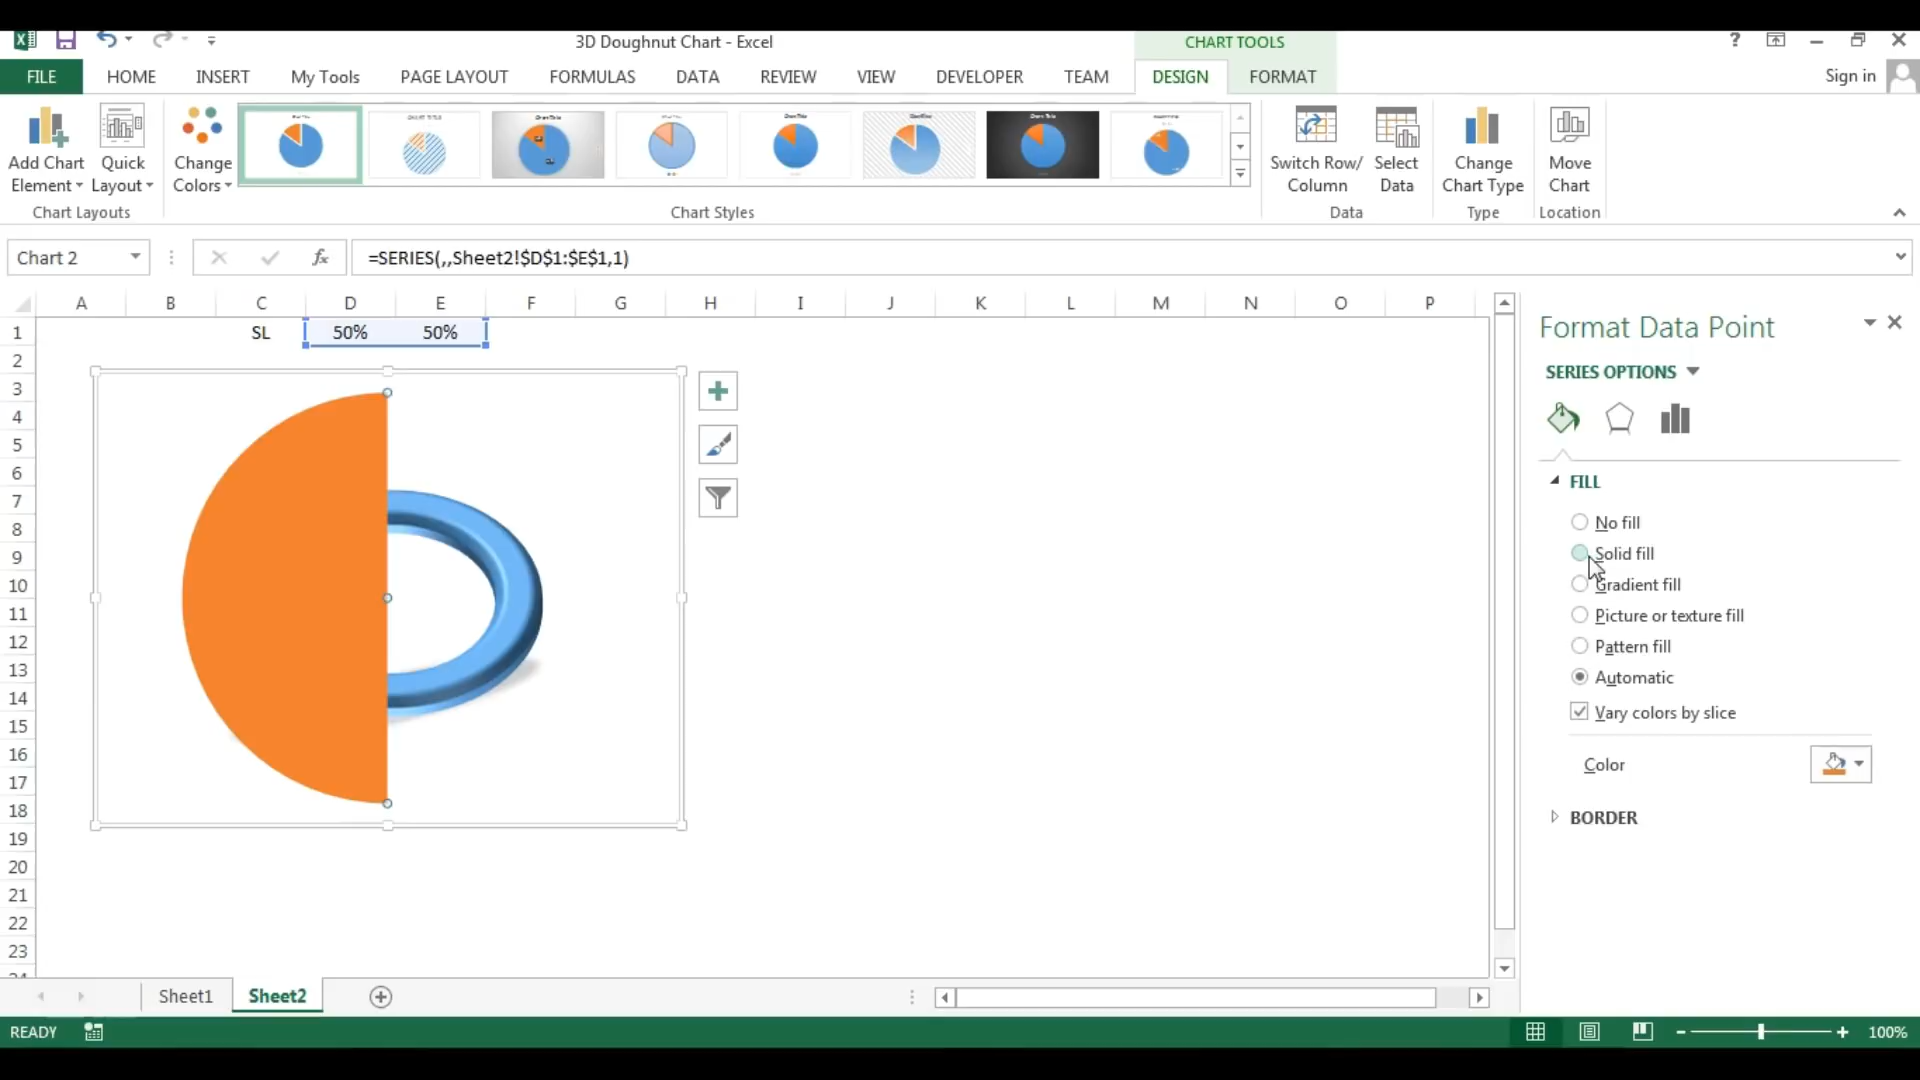 3D Doughnut Chart - Excel
CHART TOOLS
?
FILE HOME INSERT My Tools PAGE LAYOUT FORMULAS DATA REVIEW VIEW DEVELOPER TEAM DESIGN FORMAT
Sign in
Add Chart Element
Quick Layout
Change Colors
Switch Row/ Column
Select Data
Change Chart Type
Move Chart
Chart Layouts
Chart Styles
Data
Type
Location
Chart 2
fx
=SERIES(,,Sheet2!$D$1:$E$1,1)
A B C D E F G H I J K L M N O P
1 SL 50% 50%
2
3
4
5
6
7
8
9
10
11
12
13
14
15
16
17
18
19
20
21
22
23
Format Data Point
SERIES OPTIONS
FILL
No fill
Solid fill
Gradient fill
Picture or texture fill
Pattern fill
Automatic
Vary colors by slice
Color
BORDER
Sheet1 Sheet2
READY
100%